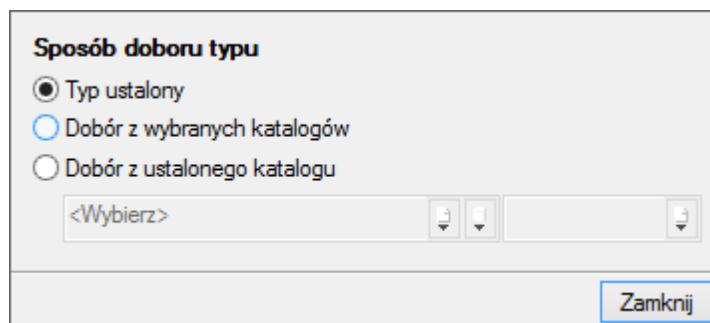 Sposób doboru typu
Typ ustalony
Dobór z wybranych katalogów
Dobór z ustalonego katalogu
<Wybierz>
Zamknij